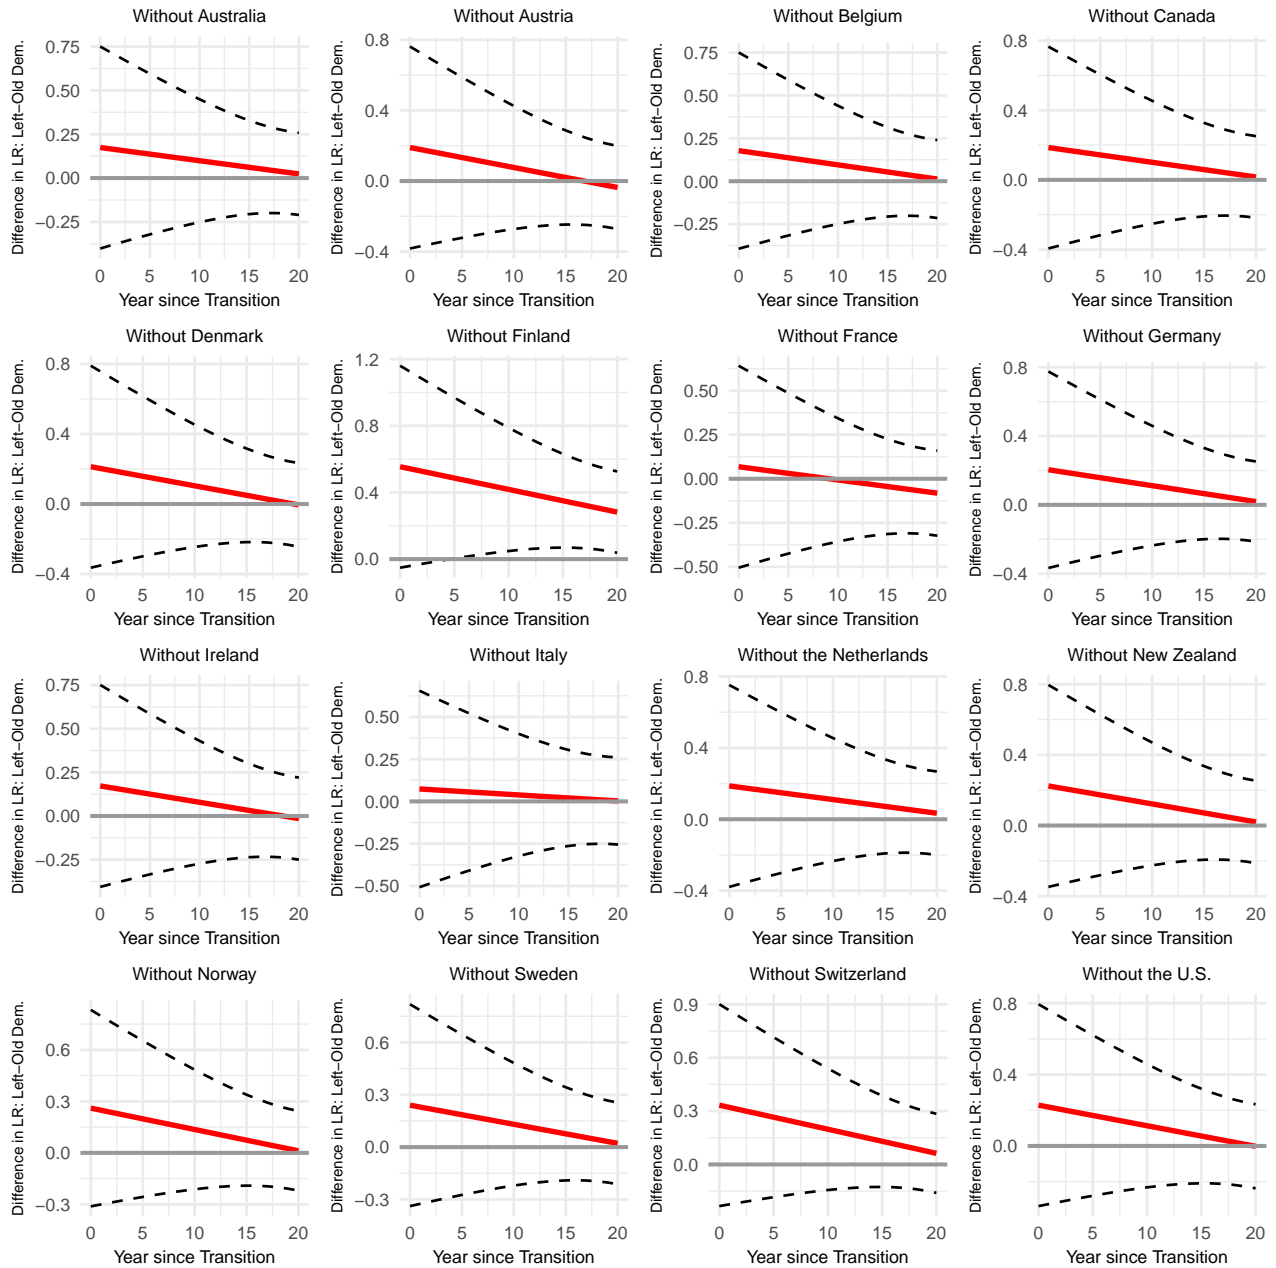 Without Australia
Difference in LR: Left−Old Dem.
0.75
0.50
0.25
0.00
−0.25
0 5 10 15 20
Year since Transition
Without Austria
Difference in LR: Left−Old Dem.
0.8
0.4
0.0
−0.4
0 5 10 15 20
Year since Transition
Without Belgium
Difference in LR: Left−Old Dem.
0.75
0.50
0.25
0.00
−0.25
0 5 10 15 20
Year since Transition
Without Canada
Difference in LR: Left−Old Dem.
0.8
0.4
0.0
−0.4
0 5 10 15 20
Year since Transition
Without Denmark
Difference in LR: Left−Old Dem.
0.8
0.4
0.0
−0.4
0 5 10 15 20
Year since Transition
Without Finland
Difference in LR: Left−Old Dem.
1.2
0.8
0.4
0.0
0 5 10 15 20
Year since Transition
Without France
Difference in LR: Left−Old Dem.
0.50
0.25
0.00
−0.25
−0.50
0 5 10 15 20
Year since Transition
Without Germany
Difference in LR: Left−Old Dem.
0.8
0.4
0.0
−0.4
0 5 10 15 20
Year since Transition
Without Ireland
Difference in LR: Left−Old Dem.
0.75
0.50
0.25
0.00
−0.25
0 5 10 15 20
Year since Transition
Without Italy
Difference in LR: Left−Old Dem.
0.50
0.25
0.00
−0.25
−0.50
0 5 10 15 20
Year since Transition
Without the Netherlands
Difference in LR: Left−Old Dem.
0.8
0.4
0.0
−0.4
0 5 10 15 20
Year since Transition
Without New Zealand
Difference in LR: Left−Old Dem.
0.8
0.4
0.0
−0.4
0 5 10 15 20
Year since Transition
Without Norway
Difference in LR: Left−Old Dem.
0.6
0.3
0.0
−0.3
0 5 10 15 20
Year since Transition
Without Sweden
Difference in LR: Left−Old Dem.
0.6
0.3
0.0
−0.3
0 5 10 15 20
Year since Transition
Without Switzerland
Difference in LR: Left−Old Dem.
0.9
0.6
0.3
0.0
0 5 10 15 20
Year since Transition
Without the U.S.
Difference in LR: Left−Old Dem.
0.8
0.4
0.0
0 5 10 15 20
Year since Transition